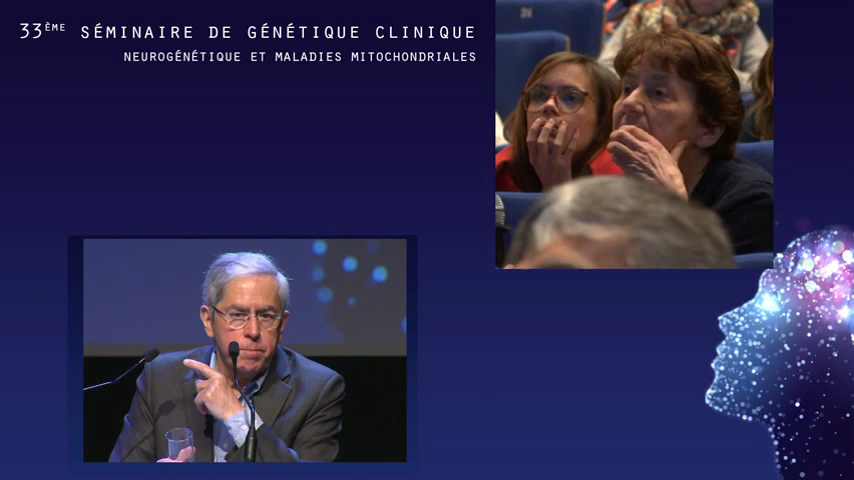 33ÈME SÉMINAIRE DE GÉNÉTIQUE CLINIQUE
NEUROGÉNÉTIQUE ET MALADIES MITOCHONDRIALES